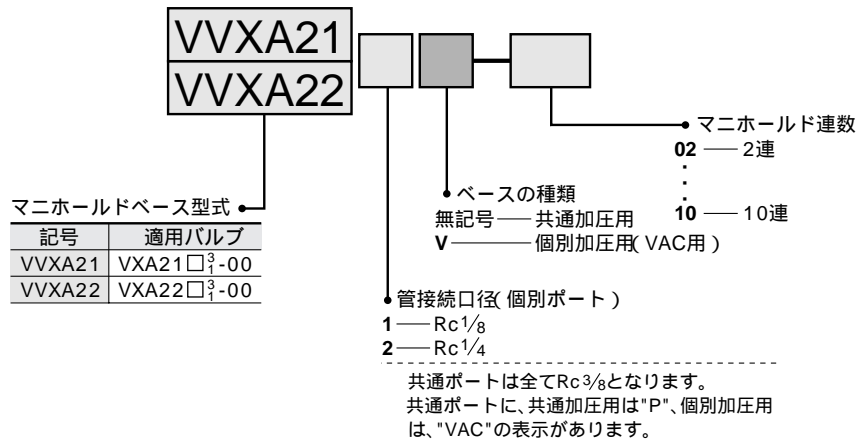 VVXA21
VVXA22
マニホールド連数
02 — 2連
・
・
・
10 — 10連
ベースの種類
無記号 — 共通加圧用
V — 個別加圧用(VAC用)
マニホールドベース型式
記号 適用バルブ
VVXA21 VXA21□³₁-00
VVXA22 VXA22□³₁-00
管接続口径(個別ポート)
1 — Rc1/8
2 — Rc1/4
共通ポートは全てRc3/8となります。
共通ポートに、共通加圧用は"P"、個別加圧用
は、"VAC"の表示があります。